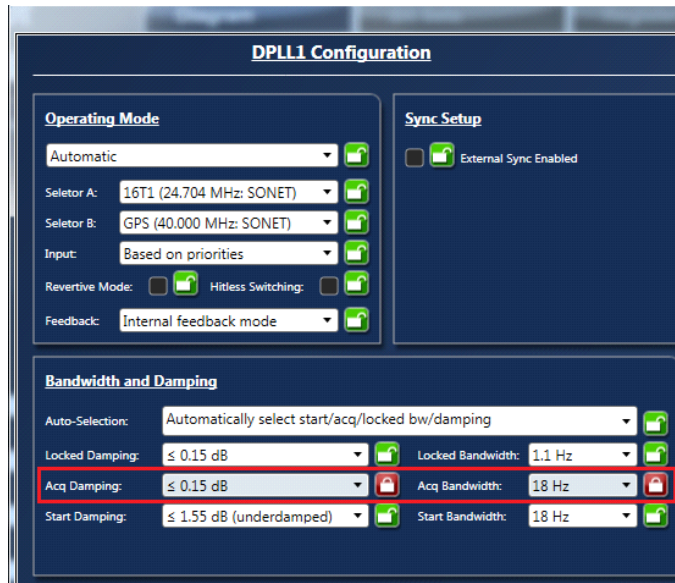 Diagram
DPLL1 Configuration
Operating Mode
Automatic
Seletor A: 16T1 (24.704 MHz: SONET)
Seletor B: GPS (40.000 MHz: SONET)
Input: Based on priorities
Revertive Mode: Hitless Switching:
Feedback: Internal feedback mode
Sync Setup
External Sync Enabled
Bandwidth and Damping
Auto-Selection: Automatically select start/acq/locked bw/damping
Locked Damping: ≤ 0.15 dB Locked Bandwidth: 1.1 Hz
Acq Damping: ≤ 0.15 dB Acq Bandwidth: 18 Hz
Start Damping: ≤ 1.55 dB (underdamped) Start Bandwidth: 18 Hz